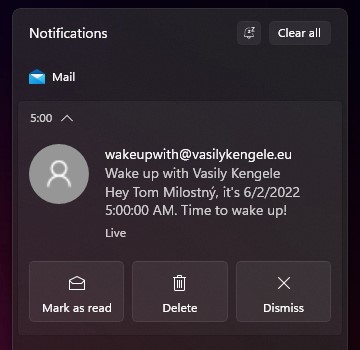 Notifications
Clear all
Mail
5:00
wakeupwith@vasilykengele.eu
Wake up with Vasily Kengele
Hey Tom Milostný, it's 6/2/2022
5:00:00 AM. Time to wake up!
Live
Mark as read
Delete
Dismiss